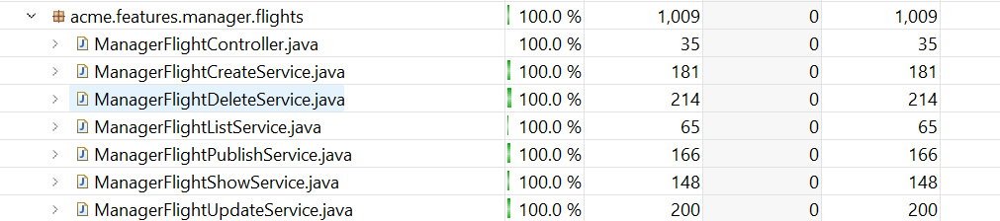 acme.features.manager.flights 100.0 % 1,009 0 1,009
ManagerFlightController.java 100.0 % 35 0 35
ManagerFlightCreateService.java 100.0 % 181 0 181
ManagerFlightDeleteService.java 100.0 % 214 0 214
ManagerFlightListService.java 100.0 % 65 0 65
ManagerFlightPublishService.java 100.0 % 166 0 166
ManagerFlightShowService.java 100.0 % 148 0 148
ManagerFlightUpdateService.java 100.0 % 200 0 200